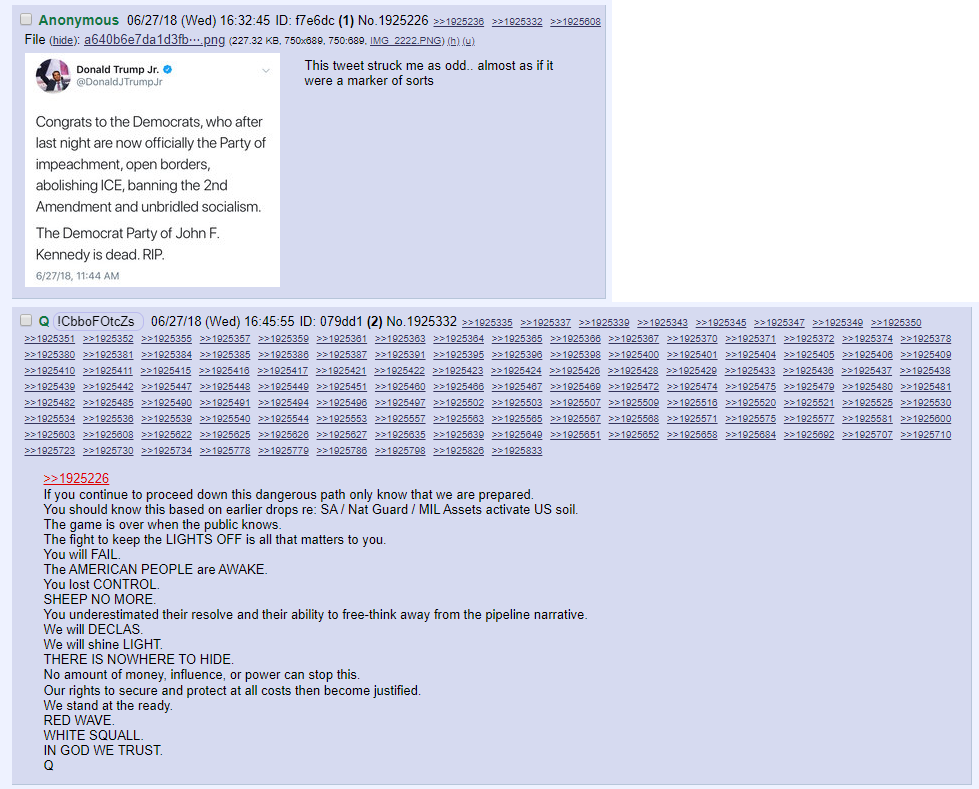 Anonymous 06/27/18 (Wed) 16:32:45 ID: f7e6dc (1) No.1925226 >>1925236 >>1925332 >>1925608
File (hide): a640b6e7da1d3fb···.png (227.32 KB, 750x689, 750:689, IMG_2222.PNG) (h) (u)
Donald Trump Jr.
@DonaldJTrumpJr
Congrats to the Democrats, who after
last night are now officially the Party of
impeachment, open borders,
abolishing ICE, banning the 2nd
Amendment and unbridled socialism.
The Democrat Party of John F.
Kennedy is dead. RIP.
6/27/18, 11:44 AM
This tweet struck me as odd.. almost as if it
were a marker of sorts
Q !CbboFOtcZs 06/27/18 (Wed) 16:45:55 ID: 079dd1 (2) No.1925332 >>1925335 >>1925337 >>1925339 >>1925343 >>1925345 >>1925347 >>1925349 >>1925350
>>1925351 >>1925352 >>1925355 >>1925357 >>1925359 >>1925361 >>1925363 >>1925364 >>1925365 >>1925366 >>1925367 >>1925370 >>1925371 >>1925372 >>1925374 >>1925378
>>1925380 >>1925381 >>1925384 >>1925385 >>1925386 >>1925387 >>1925391 >>1925395 >>1925396 >>1925398 >>1925400 >>1925401 >>1925404 >>1925405 >>1925406 >>1925409
>>1925410 >>1925411 >>1925415 >>1925416 >>1925417 >>1925421 >>1925422 >>1925423 >>1925424 >>1925426 >>1925428 >>1925429 >>1925433 >>1925436 >>1925437 >>1925438
>>1925439 >>1925442 >>1925447 >>1925448 >>1925449 >>1925451 >>1925460 >>1925466 >>1925467 >>1925469 >>1925472 >>1925474 >>1925475 >>1925479 >>1925480 >>1925481
>>1925482 >>1925485 >>1925490 >>1925491 >>1925494 >>1925496 >>1925497 >>1925502 >>1925503 >>1925507 >>1925509 >>1925516 >>1925520 >>1925521 >>1925525 >>1925530
>>1925534 >>1925536 >>1925539 >>1925540 >>1925544 >>1925553 >>1925557 >>1925563 >>1925565 >>1925567 >>1925568 >>1925571 >>1925575 >>1925577 >>1925581 >>1925600
>>1925603 >>1925608 >>1925622 >>1925625 >>1925626 >>1925627 >>1925635 >>1925639 >>1925649 >>1925651 >>1925652 >>1925658 >>1925684 >>1925692 >>1925707 >>1925710
>>1925723 >>1925730 >>1925734 >>1925778 >>1925779 >>1925786 >>1925798 >>1925826 >>1925833
>>1925226
If you continue to proceed down this dangerous path only know that we are prepared.
You should know this based on earlier drops re: SA / Nat Guard / MIL Assets activate US soil.
The game is over when the public knows.
The fight to keep the LIGHTS OFF is all that matters to you.
You will FAIL.
The AMERICAN PEOPLE are AWAKE.
You lost CONTROL.
SHEEP NO MORE.
You underestimated their resolve and their ability to free-think away from the pipeline narrative.
We will DECLAS.
We will shine LIGHT.
THERE IS NOWHERE TO HIDE.
No amount of money, influence, or power can stop this.
Our rights to secure and protect at all costs then become justified.
We stand at the ready.
RED WAVE.
WHITE SQUALL.
IN GOD WE TRUST.
Q